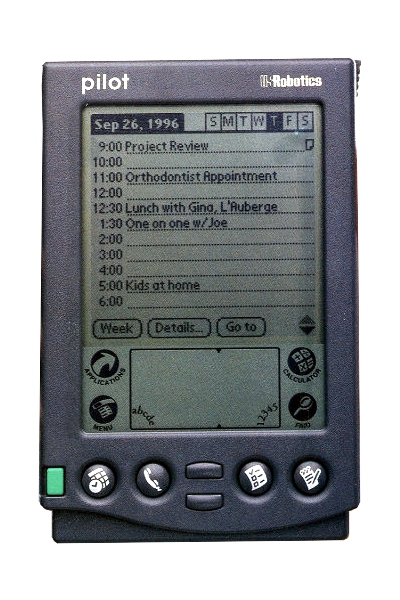 pilot
U.S.Robotics
Sep 26, 1996 S M T W T F S
9:00 Project Review
10:00
11:00 Orthodontist Appointment
12:00
12:30 Lunch with Gina, L'Auberge
1:30 One on one w/Joe
2:00
3:00
4:00
5:00 Kids at home
6:00
Week Details... Go to
APPLICATIONS
CALCULATOR
MENU
abcde
12345
FIND